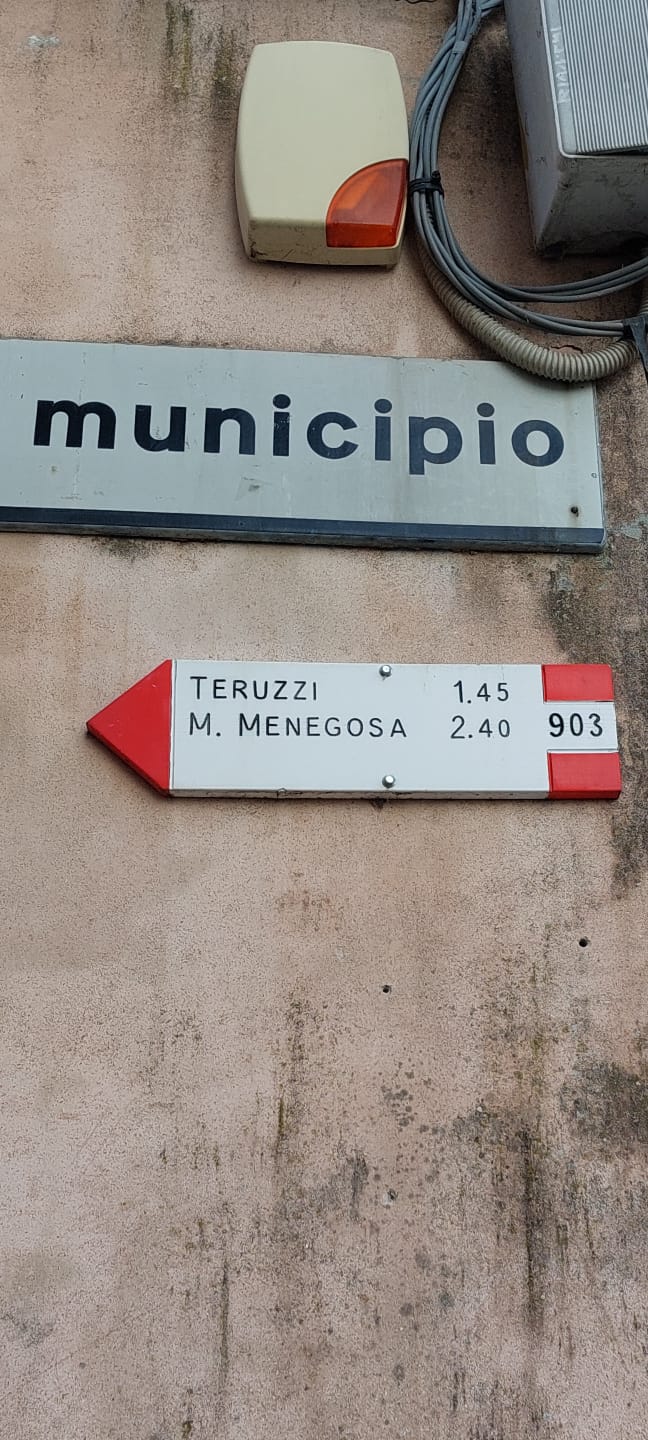 municipio
TERUZZI 1.45
M. MENEGOSA 2.40 903